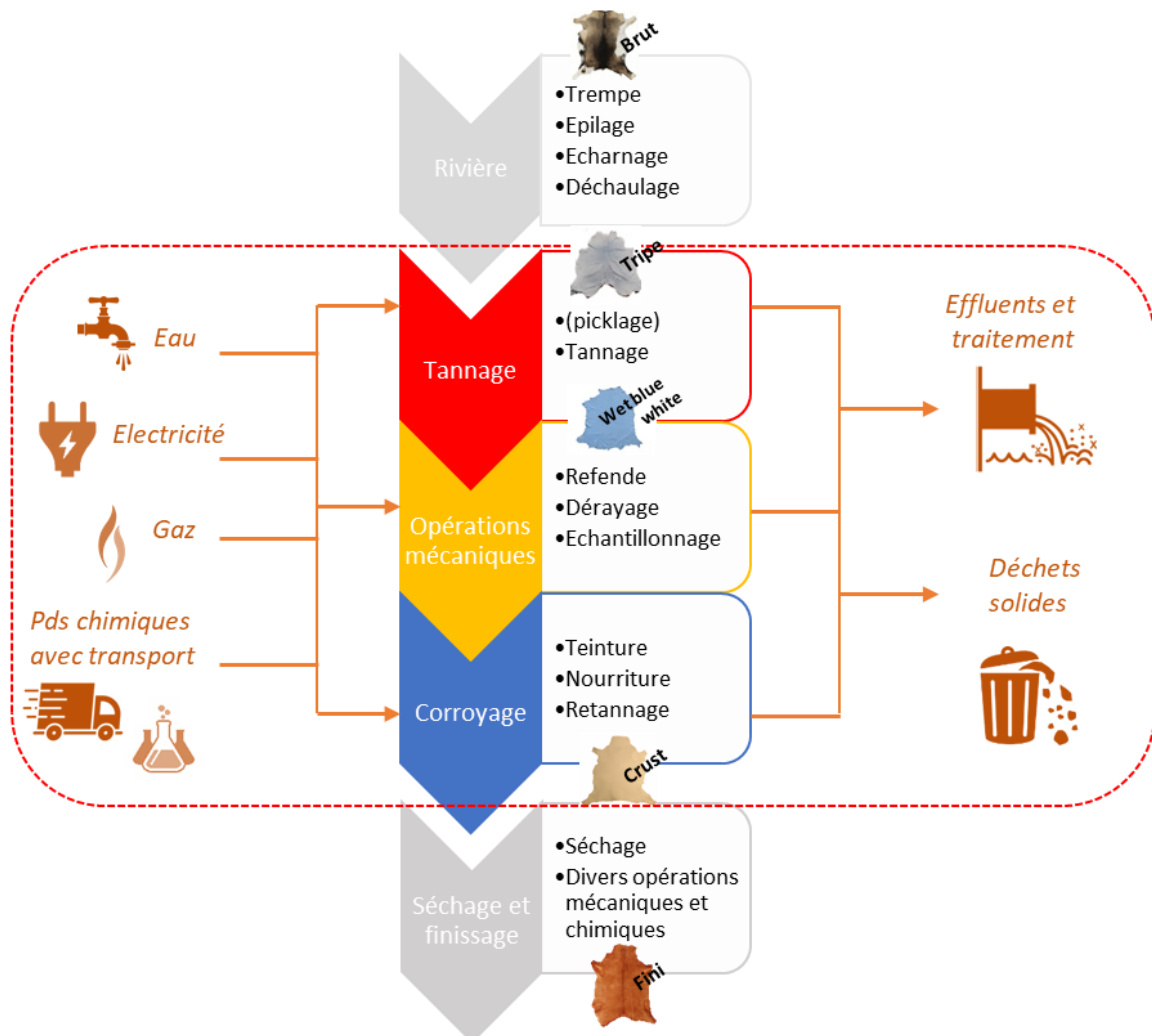 Brut
•Trempe
•Epilage
•Echarnage
•Déchaulage
Rivière
Tripe
•(picklage)
•Tannage
Tannage
Wet blue
white
•Refende
•Dérayage
•Echantillonnage
Opérations
mécaniques
•Teinture
•Nourriture
•Retannage
Corroyage
Crust
•Séchage
•Divers opérations
mécaniques et
chimiques
Séchage et
finissage
Fini
Eau
Electricité
Gaz
Pds chimiques
avec transport
Effluents et
traitement
Déchets
solides